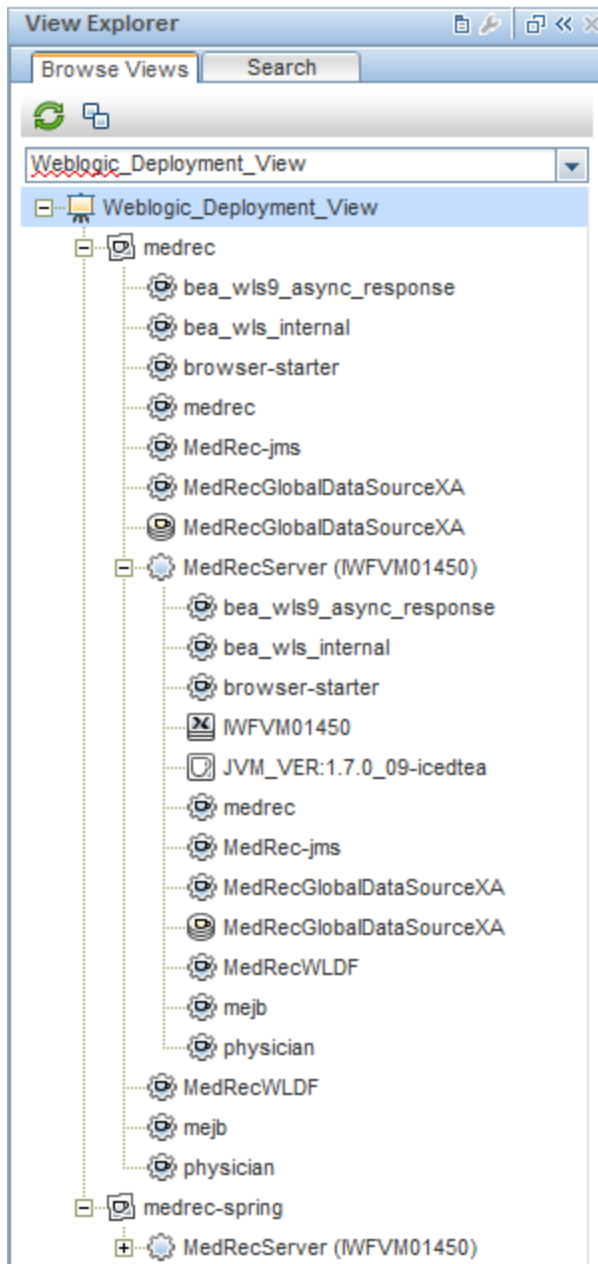 View Explorer
Browse Views Search
Weblogic_Deployment_View
Weblogic_Deployment_View
medrec
bea_wls9_async_response
bea_wls_internal
browser-starter
medrec
MedRec-jms
MedRecGlobalDataSourceXA
MedRecGlobalDataSourceXA
MedRecServer (IWFVM01450)
bea_wls9_async_response
bea_wls_internal
browser-starter
IWFVM01450
JVM_VER:1.7.0_09-icedtea
medrec
MedRec-jms
MedRecGlobalDataSourceXA
MedRecGlobalDataSourceXA
MedRecWLDF
mejb
physician
MedRecWLDF
mejb
physician
medrec-spring
MedRecServer (IWFVM01450)